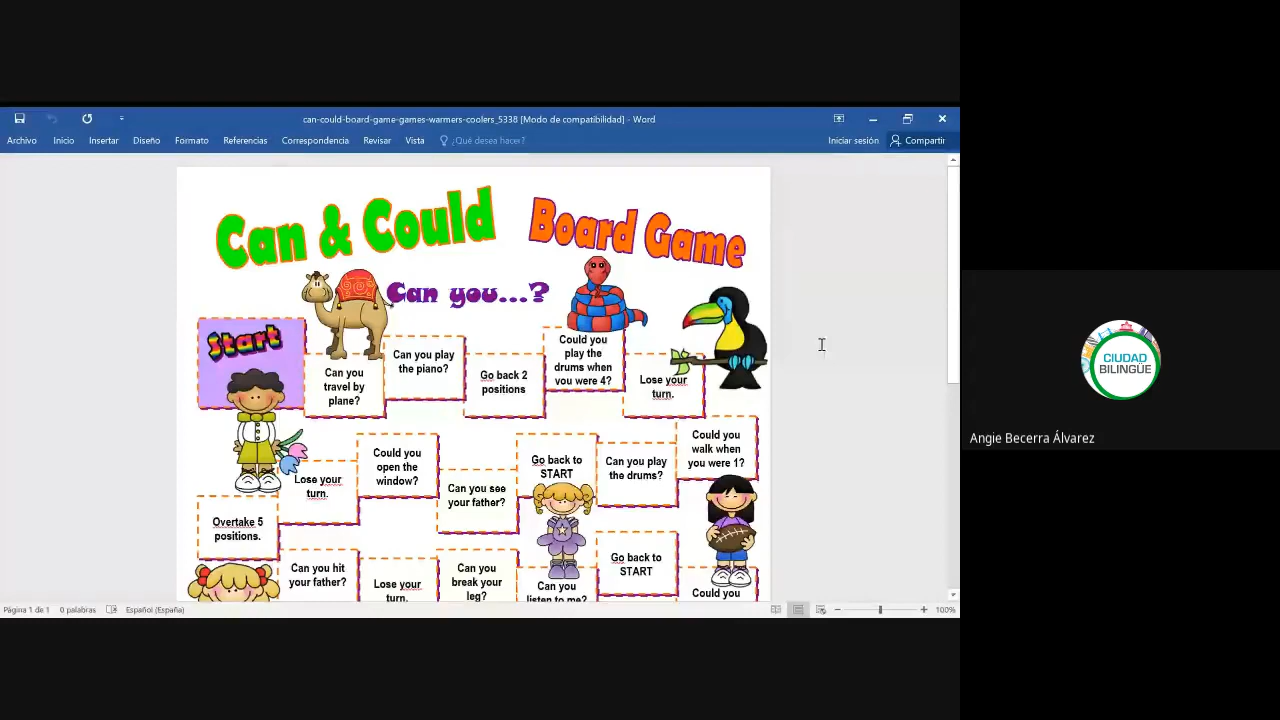 can-could-board-game-games-warmers-coolers_5338 [Modo de compatibilidad] - Word
Archivo Inicio Insertar Diseño Formato Referencias Correspondencia Revisar Vista ¿Qué desea hacer? Iniciar sesión Compartir
Can & Could Board Game
Can you...?
Start
Can you
travel by
plane?
Can you play
the piano?
Go back 2
positions
Could you
play the
drums when
you were 4?
Lose your
turn.
Could you
walk when
you were 1?
Can you play
the drums?
Go back to
START
Can you see
your father?
Could you
open the
window?
Lose your
turn.
Overtake 5
positions.
Can you hit
your father?
Lose your
turn.
Can you
break your
leg?
Can you
listen to me?
Go back to
START
Could you
Página 1 de 1 0 palabras Español (España) 100%
CIUDAD
BILINGÜE
Angie Becerra Álvarez